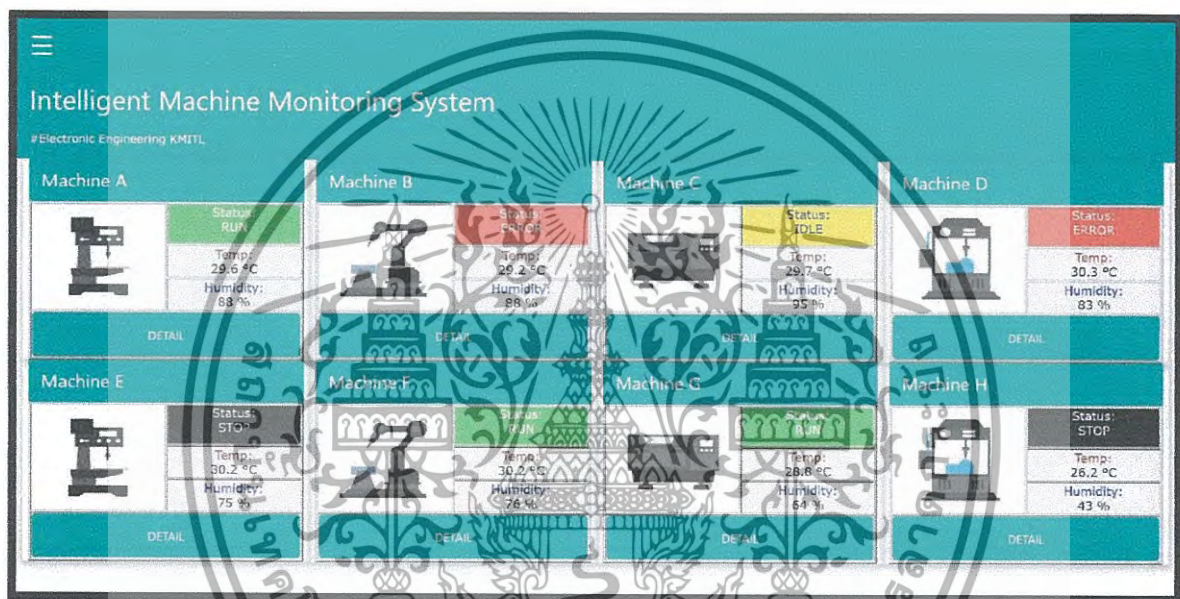 Intelligent Machine Monitoring System
#Electronic Engineering KMITL
Machine A
Status:
RUN
Temp:
29.6 °C
Humidity:
88 %
DETAIL
Machine B
Status:
ERROR
Temp:
29.2 °C
Humidity:
88 %
DETAIL
Machine C
Status:
IDLE
Temp:
29.7 °C
Humidity:
95 %
DETAIL
Machine D
Status:
ERROR
Temp:
30.3 °C
Humidity:
83 %
DETAIL
Machine E
Status:
STOP
Temp:
30.2 °C
Humidity:
75 %
DETAIL
Machine F
Status:
RUN
Temp:
30.2 °C
Humidity:
76 %
DETAIL
Machine G
Status:
RUN
Temp:
28.8 °C
Humidity:
64 %
DETAIL
Machine H
Status:
STOP
Temp:
26.2 °C
Humidity:
43 %
DETAIL